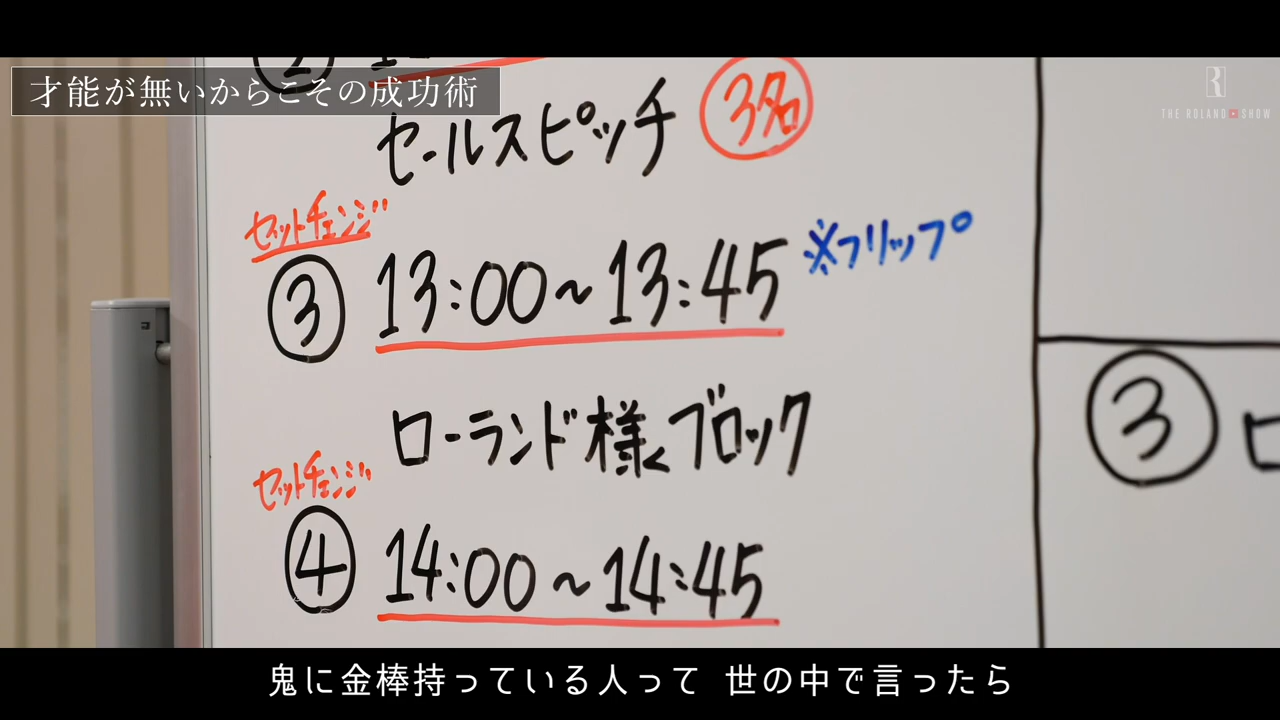 才能が無いからこその成功術
THE ROLAND SHOW
②
セールスピッチ 3名
セットチェンジ
③ 13:00~13:45 ※フリップ
ローランド様ブロック
セットチェンジ
④ 14:00~14:45
③ ロ
鬼に金棒持っている人って 世の中で言ったら